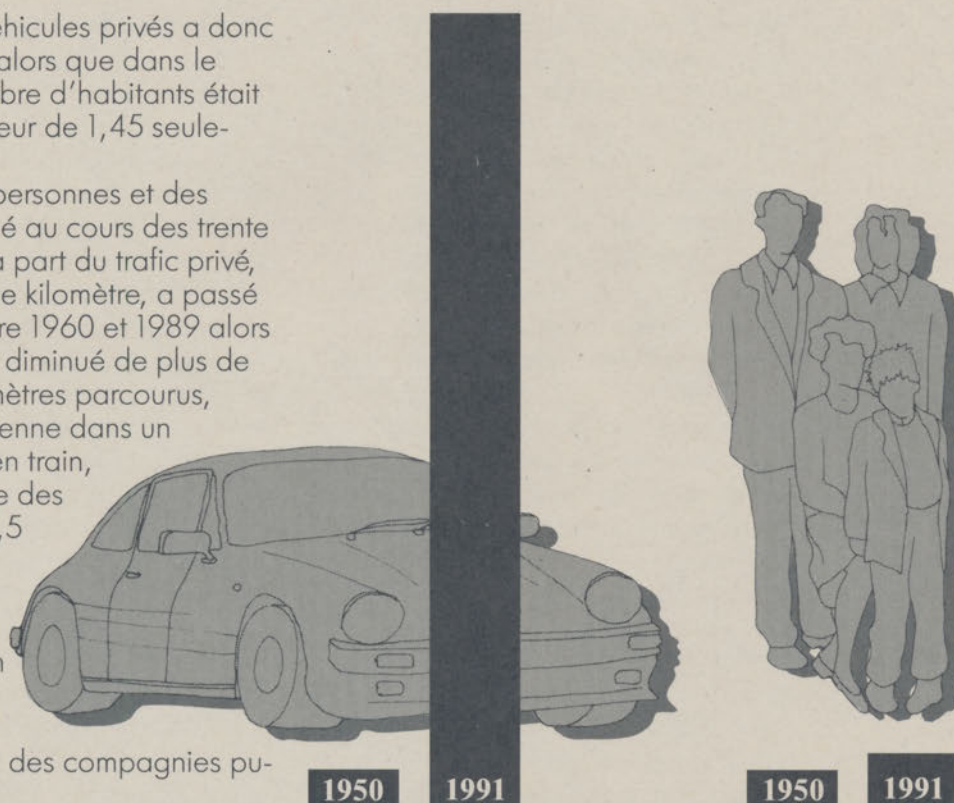 éhicules privés a donc
alors que dans le
bre d'habitants était
eur de 1,45 seule-
personnes et des
é au cours des trente
a part du trafic privé,
e kilomètre, a passé
re 1960 et 1989 alors
diminué de plus de
nètres parcourus,
enne dans un
en train,
e des
,5
n
des compagnies pu-
1950
1991
1950
1991